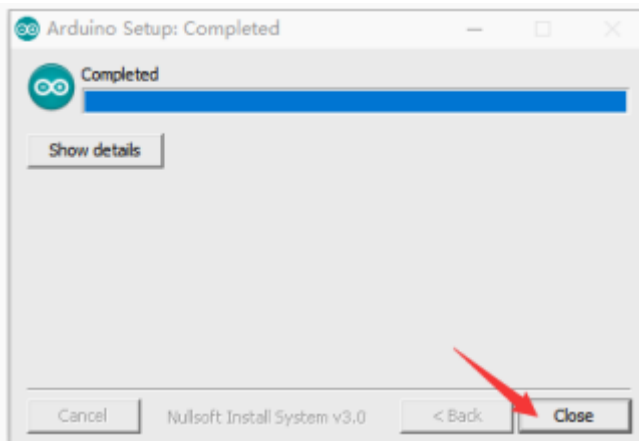 Arduino Setup: Completed
Completed
Show details
Cancel
Nullsoft Install System v3.0
< Back
Close